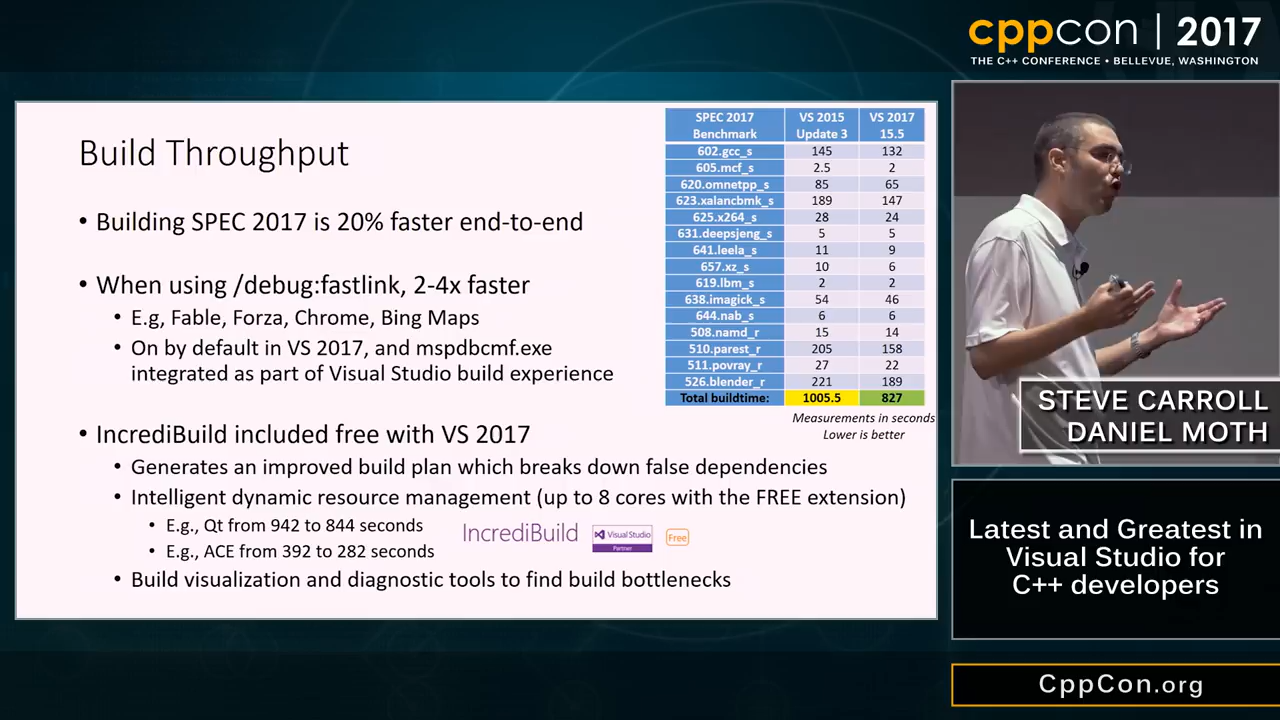 cppcon | 2017
THE C++ CONFERENCE • BELLEVUE, WASHINGTON
Build Throughput
• Building SPEC 2017 is 20% faster end-to-end
• When using /debug:fastlink, 2-4x faster
• E.g, Fable, Forza, Chrome, Bing Maps
• On by default in VS 2017, and mspdbcmf.exe
integrated as part of Visual Studio build experience
• IncrediBuild included free with VS 2017
• Generates an improved build plan which breaks down false dependencies
• Intelligent dynamic resource management (up to 8 cores with the FREE extension)
• E.g., Qt from 942 to 844 seconds
• E.g., ACE from 392 to 282 seconds
IncrediBuild
Visual Studio
Partner
Free
• Build visualization and diagnostic tools to find build bottlenecks
SPEC 2017 Benchmark VS 2015 Update 3 VS 2017 15.5
602.gcc_s 145 132
605.mcf_s 2.5 2
620.omnetpp_s 85 65
623.xalancbmk_s 189 147
625.x264_s 28 24
631.deepsjeng_s 5 5
641.leela_s 11 9
657.xz_s 10 6
619.lbm_s 2 2
638.imagick_s 54 46
644.nab_s 6 6
508.namd_r 15 14
510.parest_r 205 158
511.povray_r 27 22
526.blender_r 221 189
Total buildtime: 1005.5 827
Measurements in seconds
Lower is better
STEVE CARROLL
DANIEL MOTH
Latest and Greatest in
Visual Studio for
C++ developers
CppCon.org